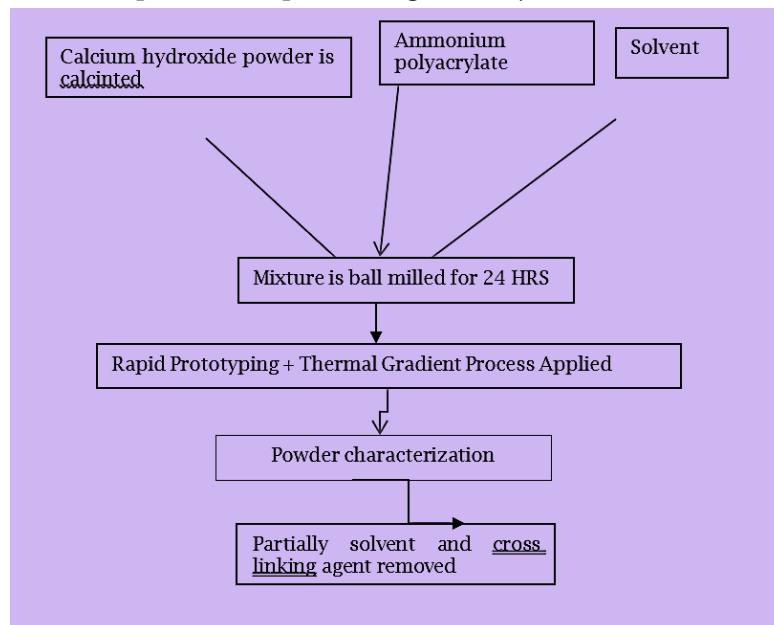 Calcium hydroxide powder is
calcinted
Ammonium
polyacrylate
Solvent
Mixture is ball milled for 24 HRS
Rapid Prototyping + Thermal Gradient Process Applied
Powder characterization
Partially solvent and cross
linking agent removed